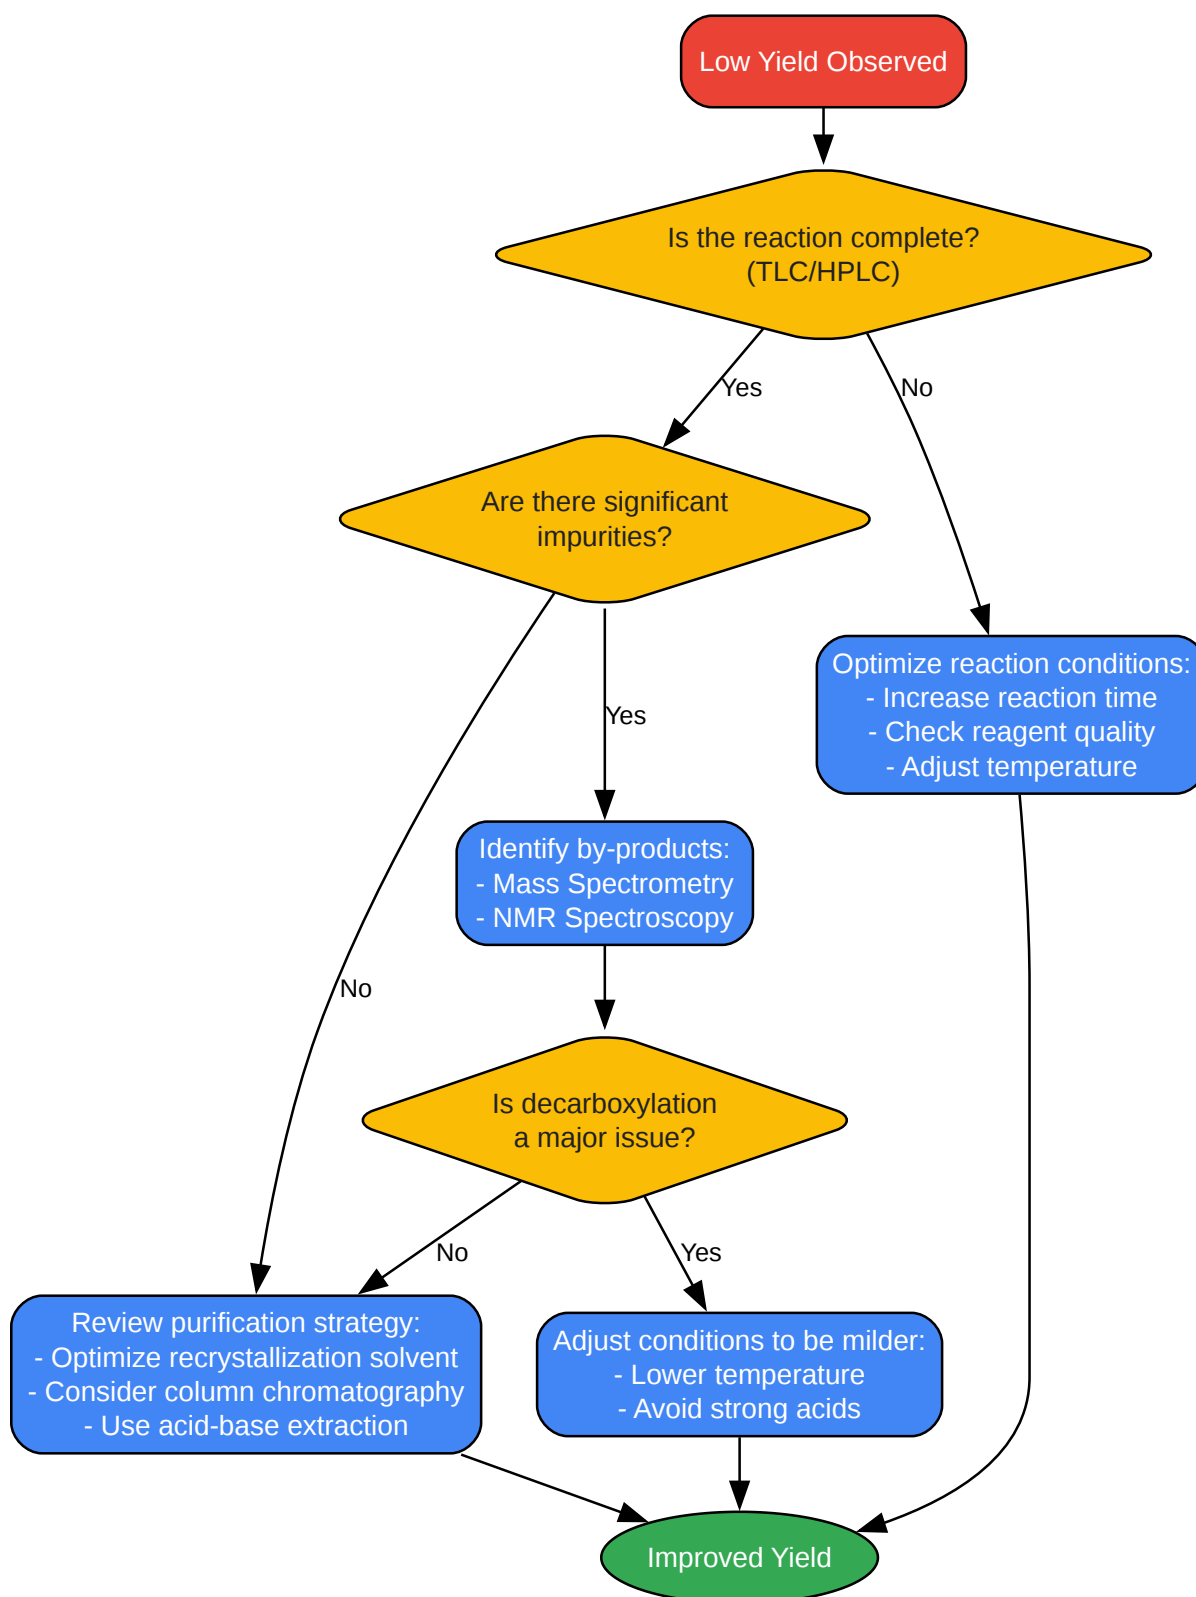 Low Yield Observed
Is the reaction complete?
(TLC/HPLC)
Yes
No
Are there significant
impurities?
Optimize reaction conditions:
- Increase reaction time
- Check reagent quality
- Adjust temperature
Yes
Identify by-products:
- Mass Spectrometry
- NMR Spectroscopy
No
Is decarboxylation
a major issue?
No
Yes
Review purification strategy:
- Optimize recrystallization solvent
- Consider column chromatography
- Use acid-base extraction
Adjust conditions to be milder:
- Lower temperature
- Avoid strong acids
Improved Yield